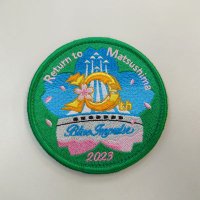 Return to Matsushima
10th
Blue Impulse
2023